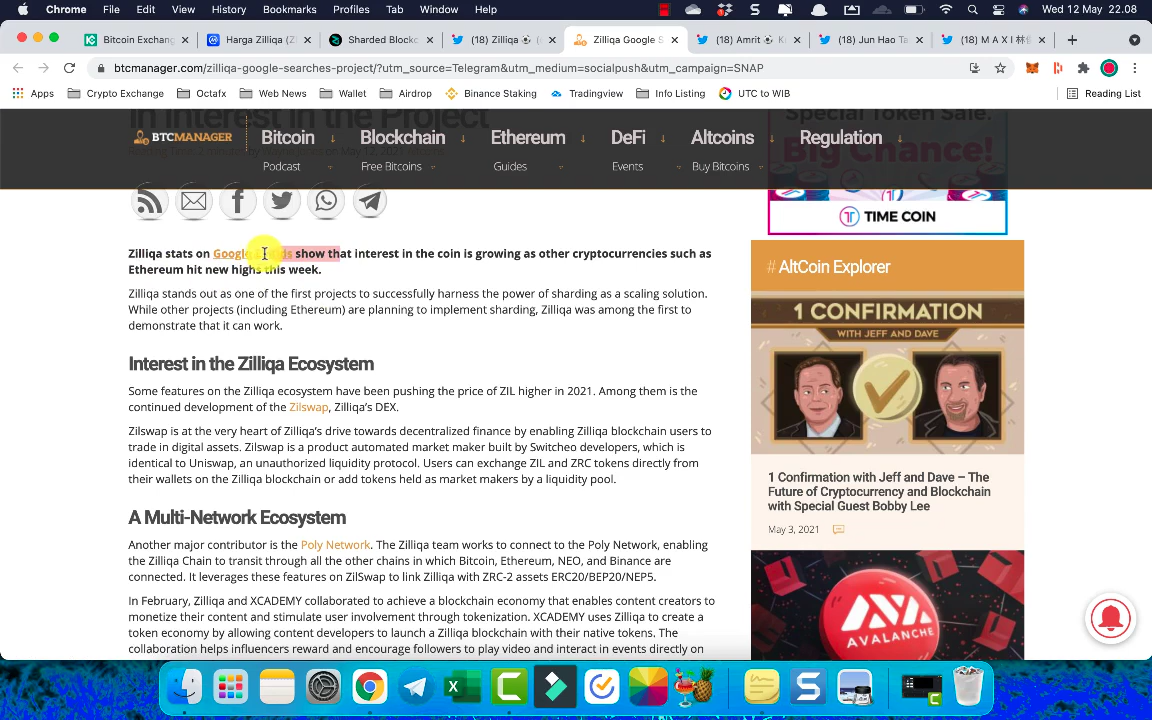 Chrome File Edit View History Bookmarks Profiles Tab Window Help Wed 12 May 22.08
Bitcoin Exchang
Harga Zilliqa (Z
Sharded Blockc
(18) Zilliqa
Zilliqa Google S
(18) Amrit
(18) Jun Hao Ta
(18) M A X I
btcmanager.com/zilliqa-google-searches-project/?utm_source=Telegram&utm_medium=socialpush&utm_campaign=SNAP
Apps Crypto Exchange Octafx Web News Wallet Airdrop Binance Staking Tradingview Info Listing UTC to WIB Reading List
in Interest in the Project
BTCMANAGER
Bitcoin Blockchain Ethereum DeFi Altcoins Regulation
Podcast Free Bitcoins Guides Events Buy Bitcoins
Special Token Sale.
Big Chance!
TIME COIN
Zilliqa stats on Google show that interest in the coin is growing as other cryptocurrencies such as
Ethereum hit new highs this week.
Zilliqa stands out as one of the first projects to successfully harness the power of sharding as a scaling solution.
While other projects (including Ethereum) are planning to implement sharding, Zilliqa was among the first to
demonstrate that it can work.
Interest in the Zilliqa Ecosystem
Some features on the Zilliqa ecosystem have been pushing the price of ZIL higher in 2021. Among them is the
continued development of the Zilswap, Zilliqa's DEX.
Zilswap is at the very heart of Zilliqa's drive towards decentralized finance by enabling Zilliqa blockchain users to
trade in digital assets. Zilswap is a product automated market maker built by Switcheo developers, which is
identical to Uniswap, an unauthorized liquidity protocol. Users can exchange ZIL and ZRC tokens directly from
their wallets on the Zilliqa blockchain or add tokens held as market makers by a liquidity pool.
A Multi-Network Ecosystem
Another major contributor is the Poly Network. The Zilliqa team works to connect to the Poly Network, enabling
the Zilliqa Chain to transit through all the other chains in which Bitcoin, Ethereum, NEO, and Binance are
connected. It leverages these features on ZilSwap to link Zilliqa with ZRC-2 assets ERC20/BEP20/NEP5.
In February, Zilliqa and XCADEMY collaborated to achieve a blockchain economy that enables content creators to
monetize their content and stimulate user involvement through tokenization. XCADEMY uses Zilliqa to create a
token economy by allowing content developers to launch a Zilliqa blockchain with their native tokens. The
collaboration helps influencers reward and encourage followers to play video and interact in events directly on
# AltCoin Explorer
1 CONFIRMATION
WITH JEFF AND DAVE
1 Confirmation with Jeff and Dave – The
Future of Cryptocurrency and Blockchain
with Special Guest Bobby Lee
May 3, 2021
AVALANCHE